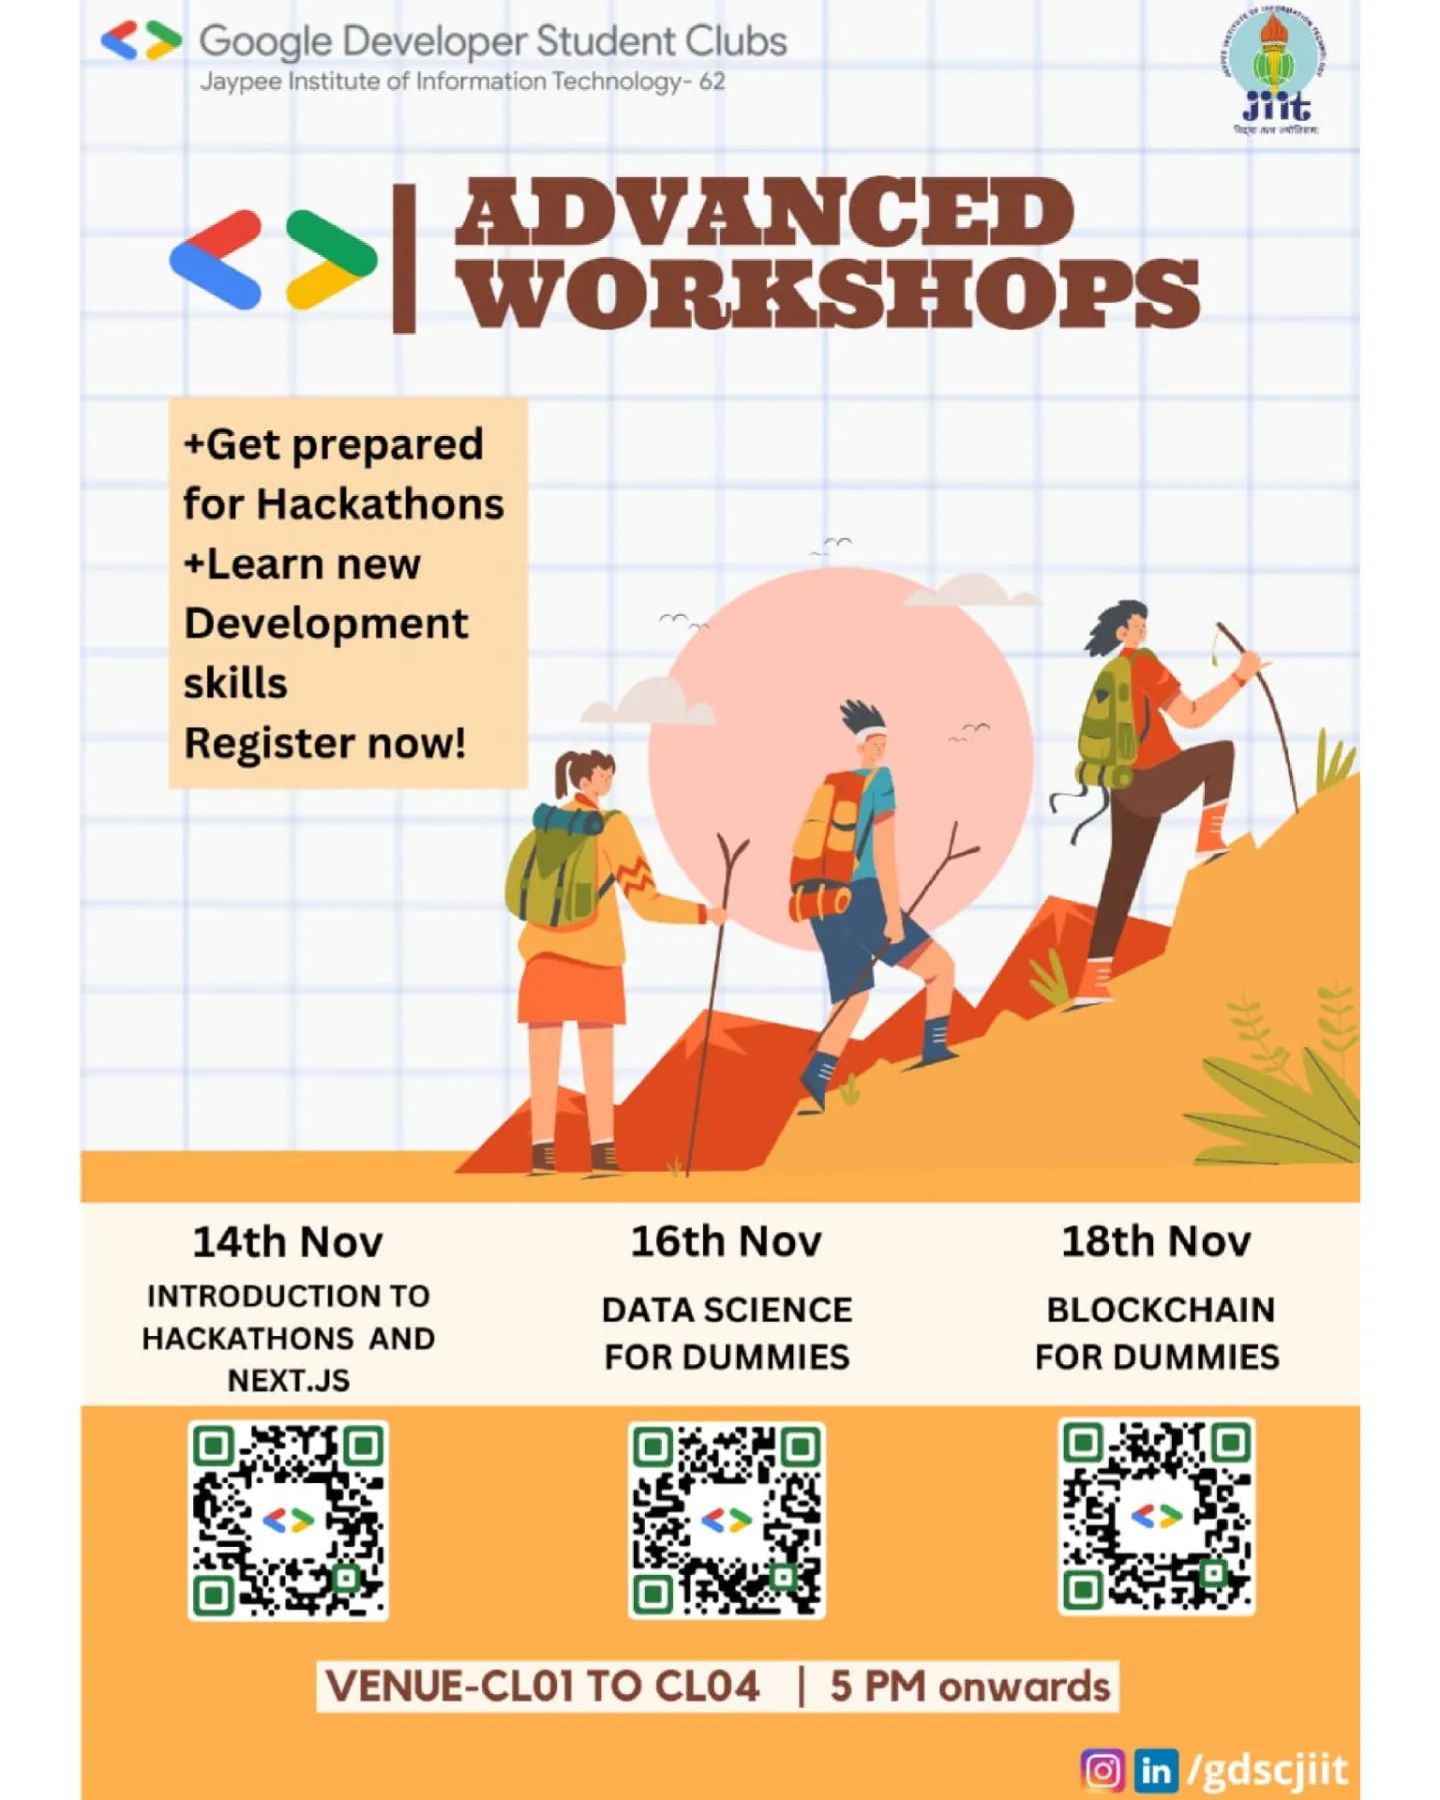 Google Developer Student Clubs
Jaypee Institute of Information Technology- 62
jiit
ADVANCED
WORKSHOPS
+Get prepared
for Hackathons
+Learn new
Development
skills
Register now!
14th Nov
INTRODUCTION TO
HACKATHONS AND
NEXT.JS
16th Nov
DATA SCIENCE
FOR DUMMIES
18th Nov
BLOCKCHAIN
FOR DUMMIES
VENUE-CL01 TO CL04 | 5 PM onwards
in /gdscjiit